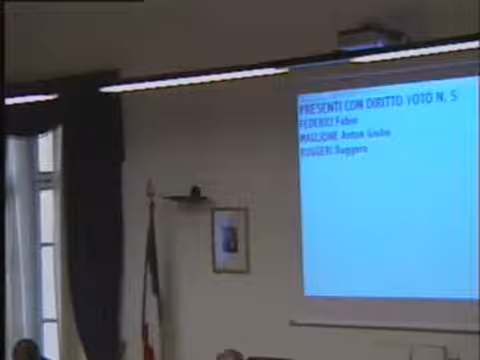 PRESENTI CON DIRITTO VOTO N. 5
FEDERICI Fabio
MAGLIONE Anton Giulio
RUGGERI Ruggero